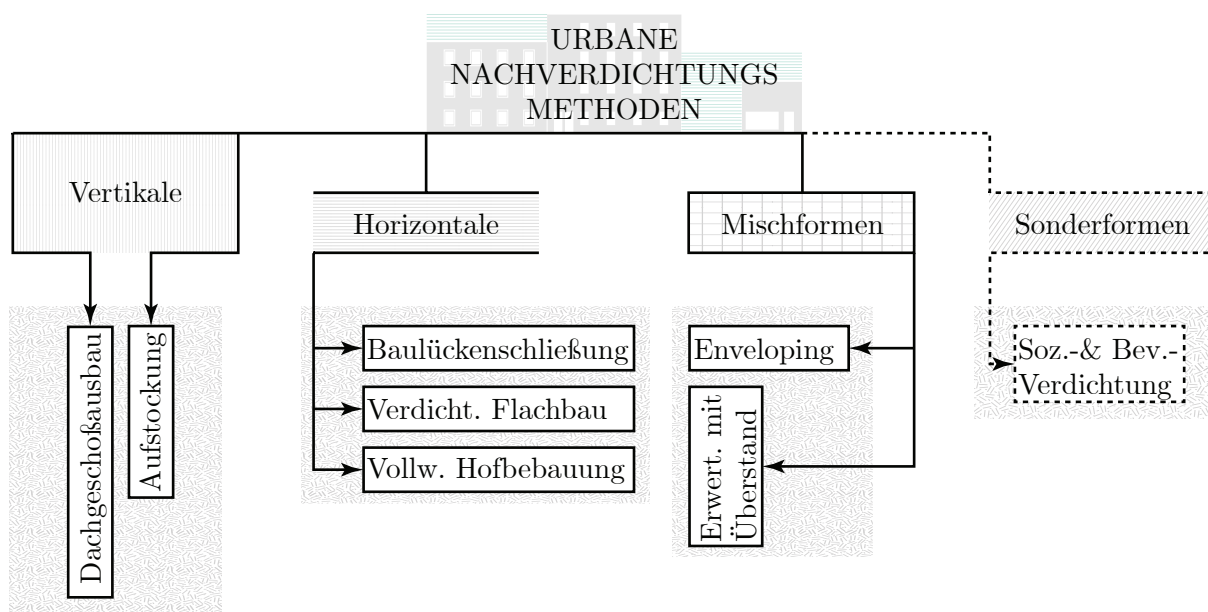 URBANE
NACHVERDICHTUNGS
METHODEN
Vertikale
Horizontale
Mischformen
Sonderformen
Dachgeschoßausbau
Aufstockung
Baulückenschließung
Verdicht. Flachbau
Vollw. Hofbebauung
Enveloping
Erwert. mit
Überstand
Soz.-& Bev.-
Verdichtung